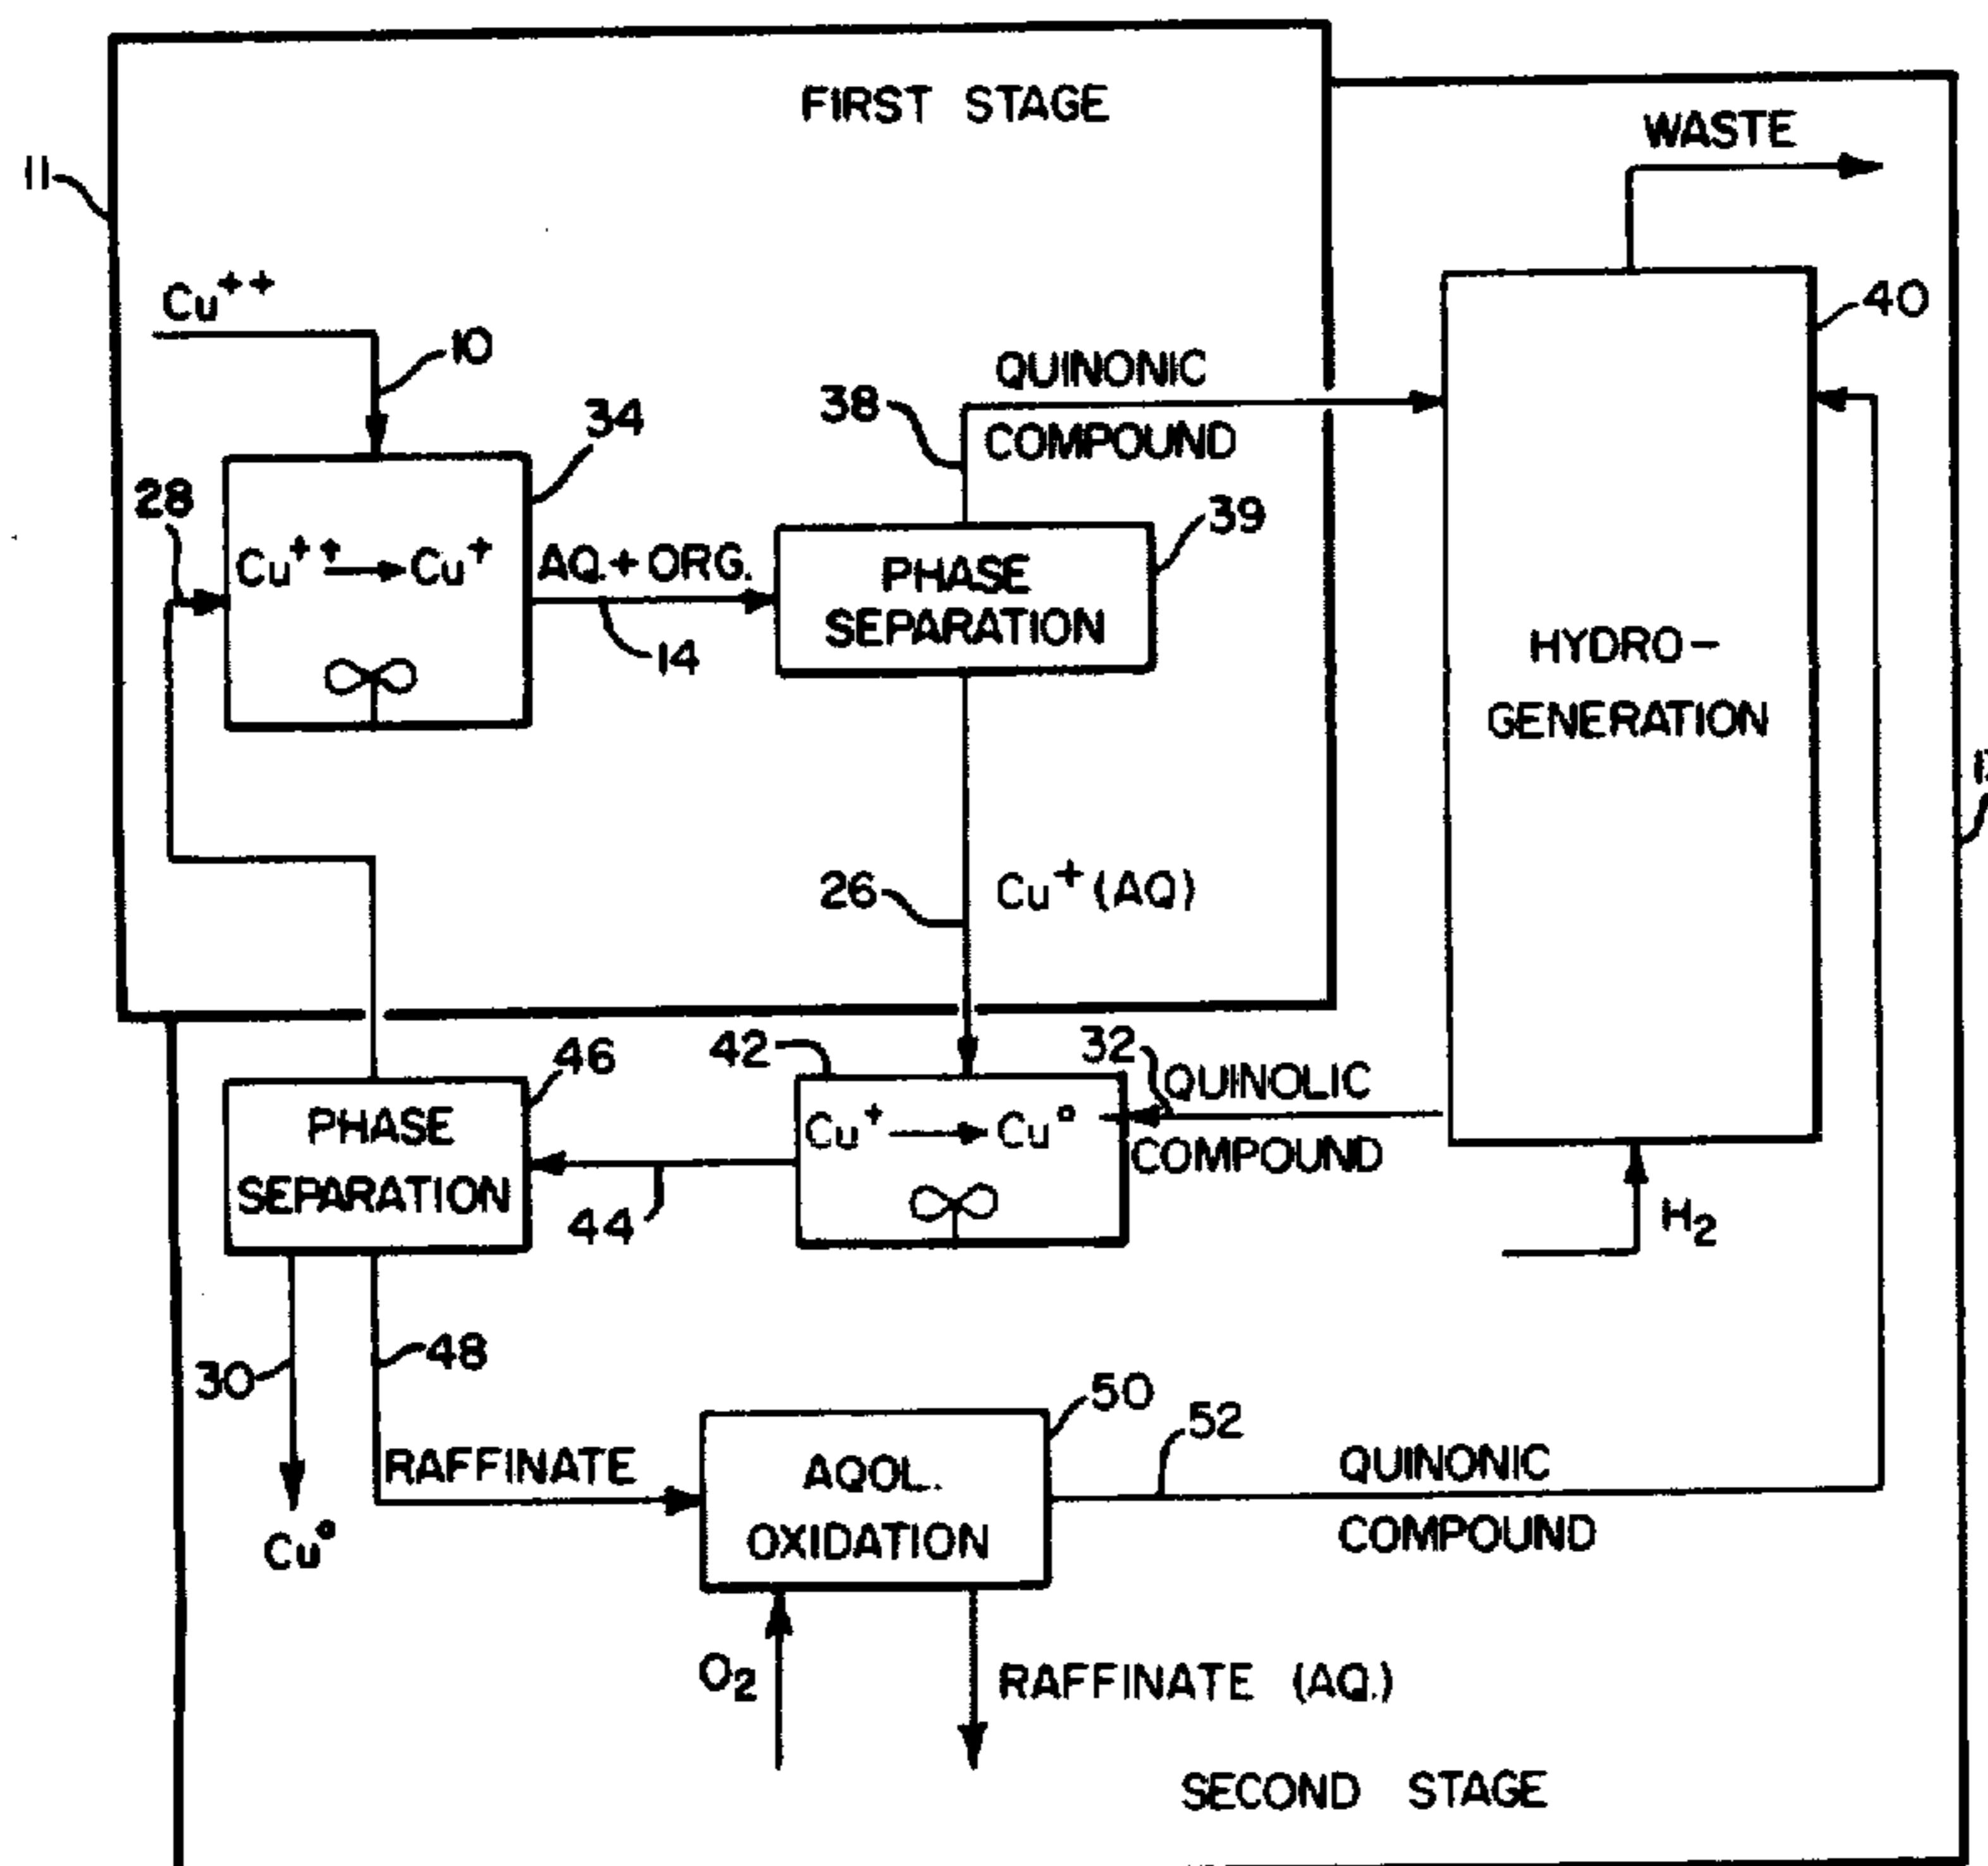 FIRST STAGE
WASTE
11
Cu++
10
40
QUINONIC
COMPOUND
38
34
28
39
Cu++ → Cu+
AQ.+ ORG.
PHASE
SEPARATION
14
HYDRO-
GENERATION
26
Cu+ (AQ)
46
42
32
QUINOLIC
COMPOUND
PHASE
SEPARATION
Cu+ → Cu°
44
H2
30
48
50
52
RAFFINATE
AQOL.
OXIDATION
QUINONIC
COMPOUND
Cu°
O2
RAFFINATE (AQ.)
SECOND STAGE